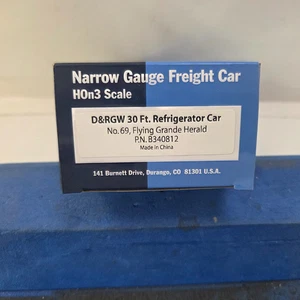 Narrow Gauge Freight Car
HOn3 Scale
D&RGW 30 Ft. Refrigerator Car
No. 69, Flying Grande Herald
P.N. B340812
Made in China
141 Burnett Drive, Durango, CO 81301 U.S.A.